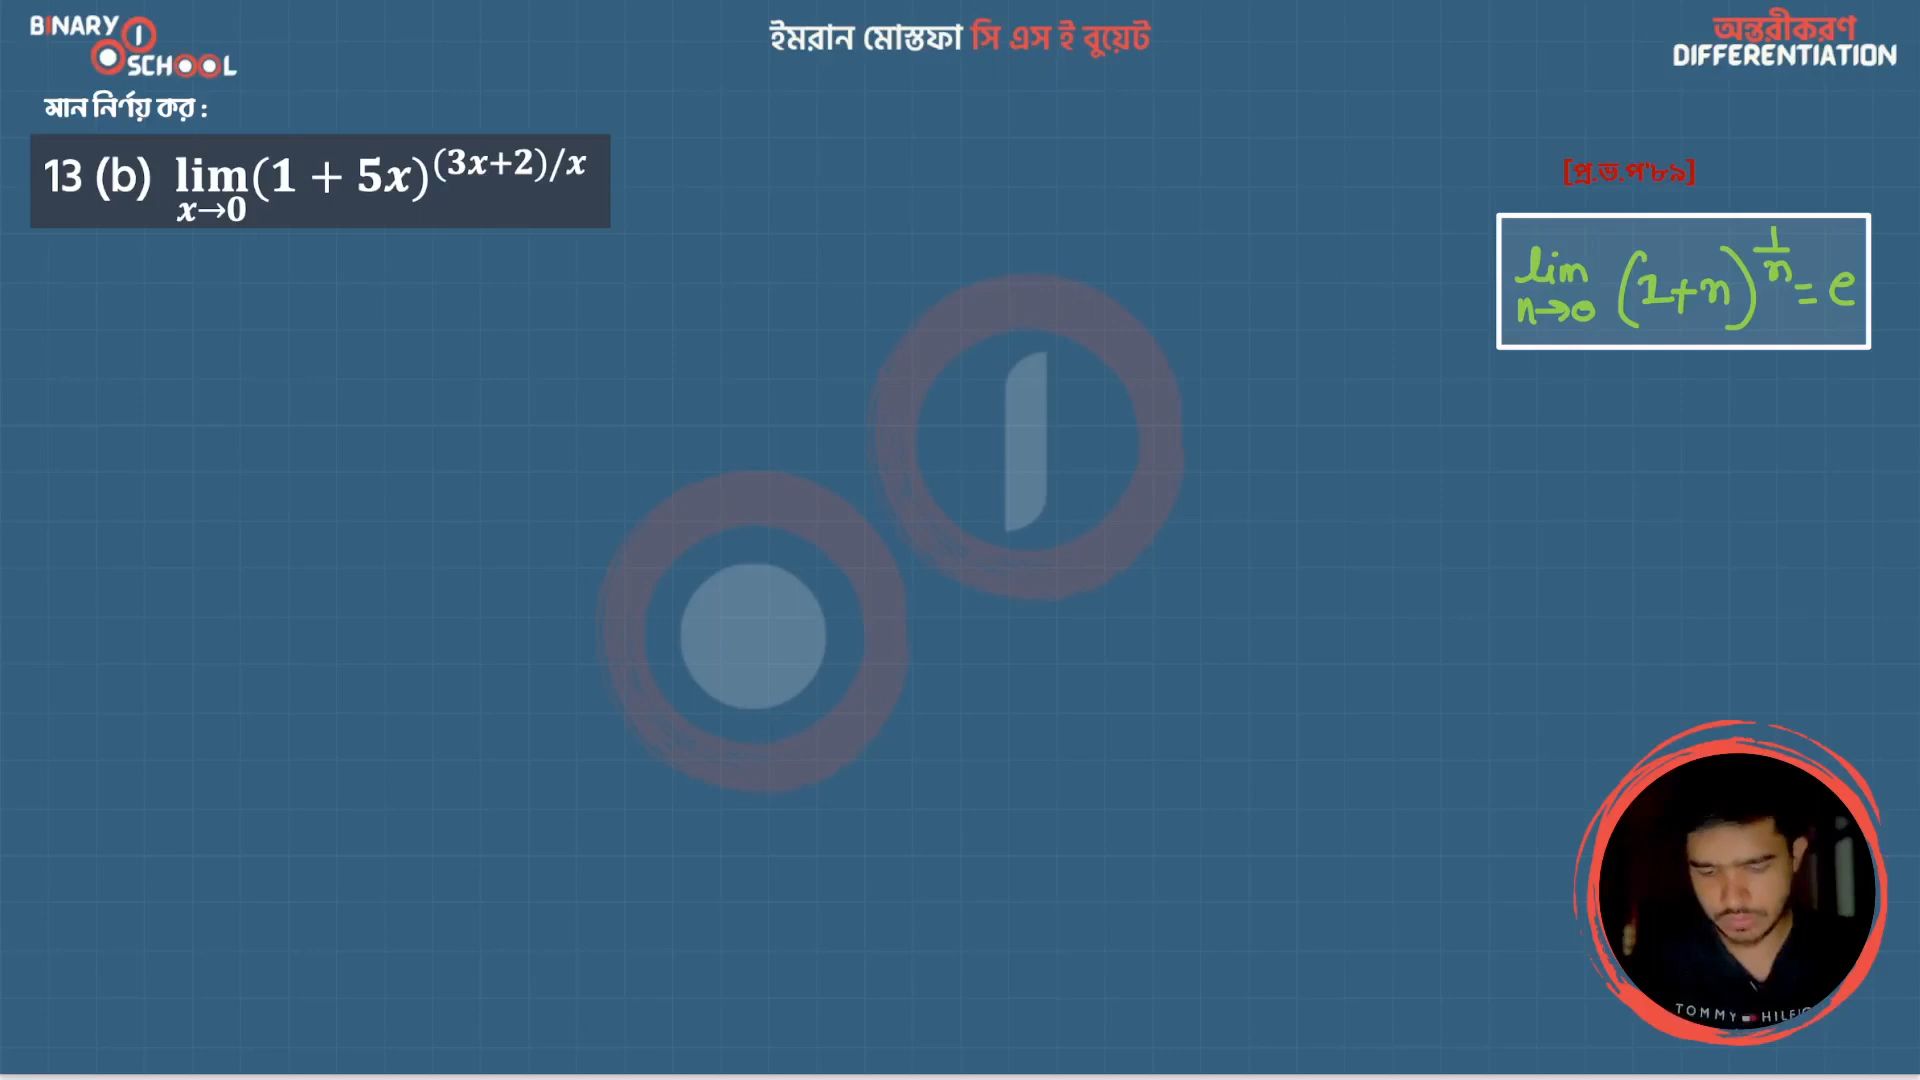 BINARY SCHOOL
ইমরান মোস্তফা সি এস ই বুয়েট
অন্তরীকরণ
DIFFERENTIATION
মান নির্ণয় কর :
13 (b) lim x→0 (1 + 5x)^(3x+2)/x
[প্র.ভ.প'৮৯]
lim n→0 (1+n)^1/n = e
TOMMY HILFIG